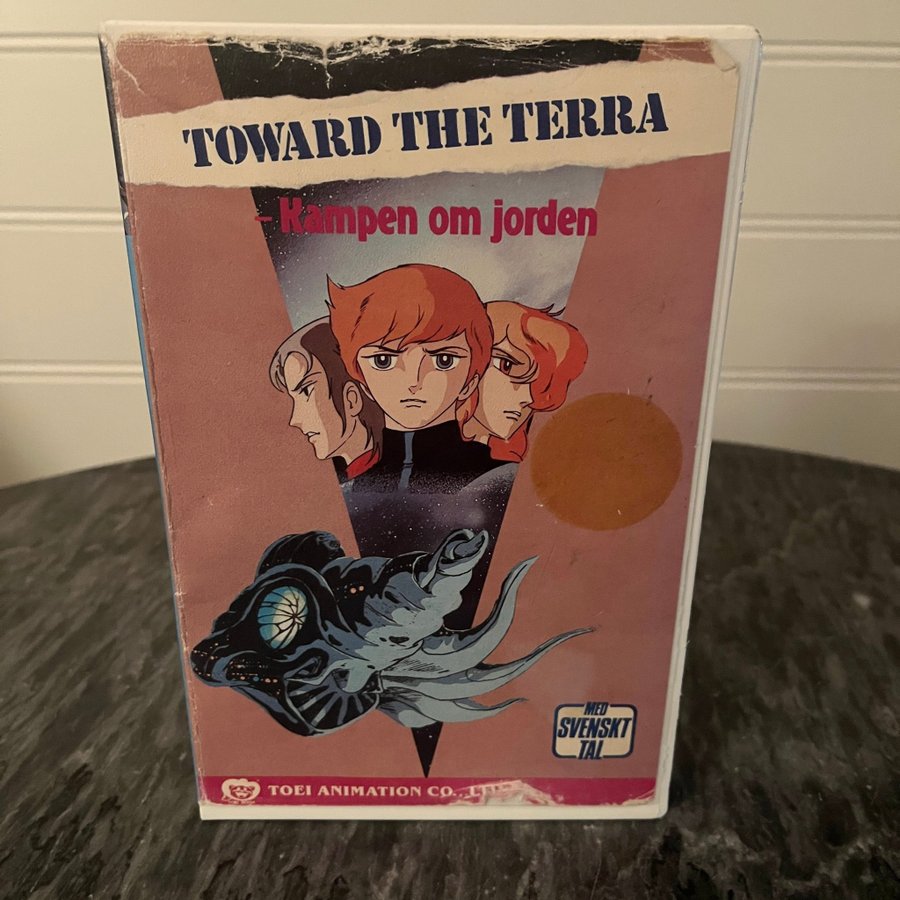 TOWARD THE TERRA
- Kampen om jorden
MED
SVENSKT
TAL
TOEI ANIMATION CO.,